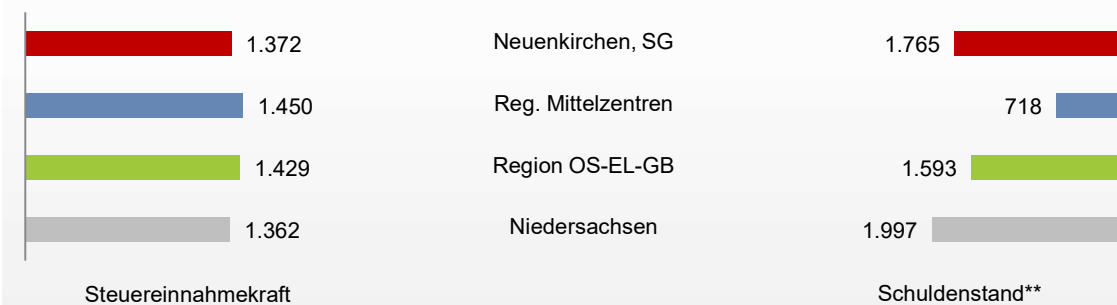 1.372 Neuenkirchen, SG 1.765
1.450 Reg. Mittelzentren 718
1.429 Region OS-EL-GB 1.593
1.362 Niedersachsen 1.997
Steuereinnahmekraft Schuldenstand**